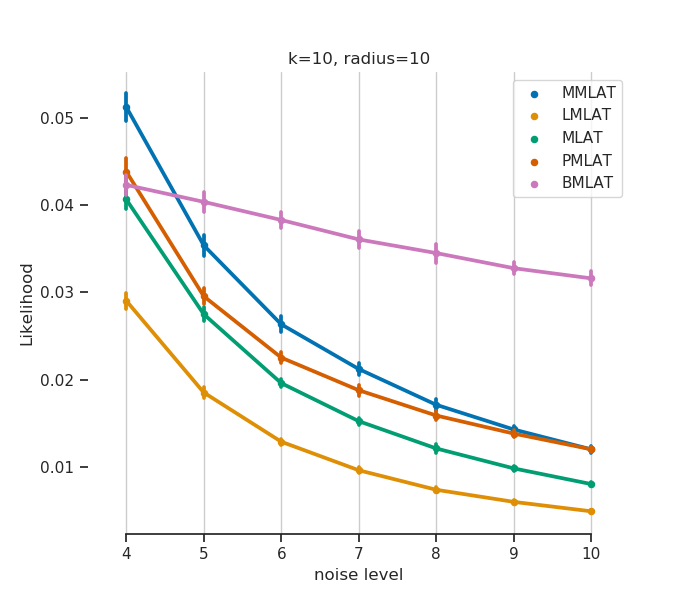 k=10, radius=10
MMLAT
LMLAT
MLAT
PMLAT
BMLAT
0.05
0.04
0.03
0.02
0.01
Likelihood
4 5 6 7 8 9 10
noise level